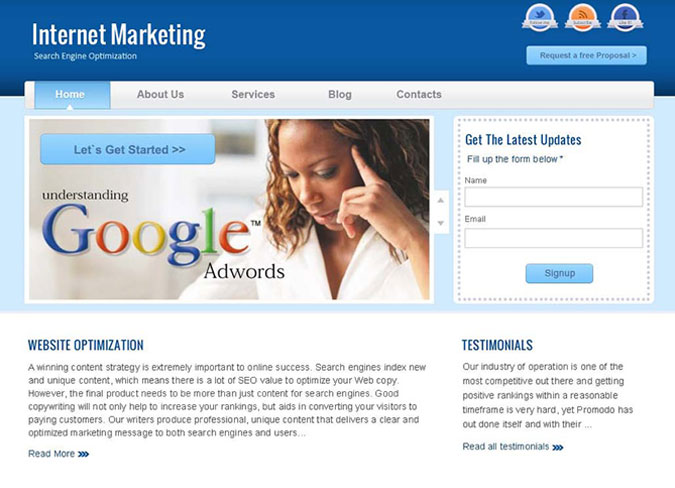 Internet Marketing
Search Engine Optimization
Request a free Proposal >
Home
About Us
Services
Blog
Contacts
Let`s Get Started >>
understanding
Google™
Adwords
Get The Latest Updates
Fill up the form below *
Name
Email
Signup
WEBSITE OPTIMIZATION
A winning content strategy is extremely important to online success. Search engines index new
and unique content, which means there is a lot of SEO value to optimize your Web copy.
However, the final product needs to be more than just content for search engines. Good
copywriting will not only help to increase your rankings, but aids in converting your visitors to
paying customers. Our writers produce professional, unique content that delivers a clear and
optimized marketing message to both search engines and users...
Read More
TESTIMONIALS
Our industry of operation is one of the
most competitive out there and getting
positive rankings within a reasonable
timeframe is very hard, yet Promodo has
out done itself and with their ...
Read all testimonials